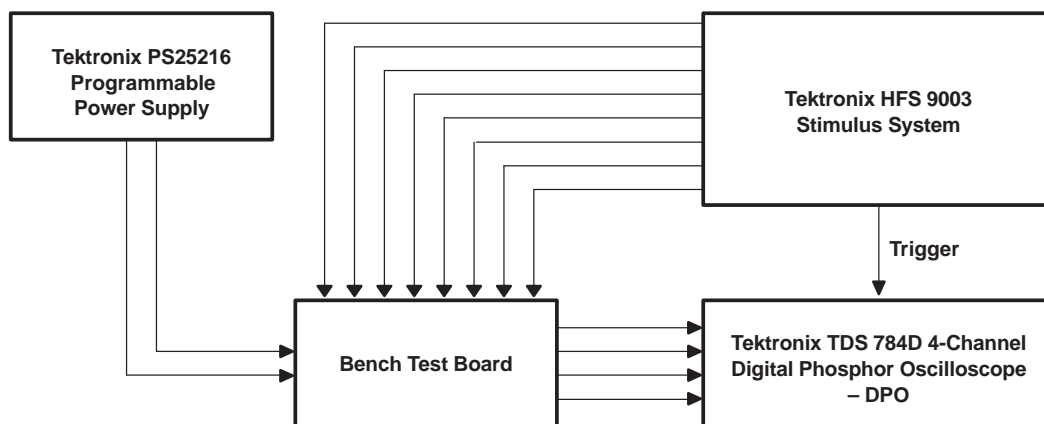 Tektronix PS25216
Programmable
Power Supply
Tektronix HFS 9003
Stimulus System
Trigger
Bench Test Board
Tektronix TDS 784D 4-Channel
Digital Phosphor Oscilloscope
– DPO